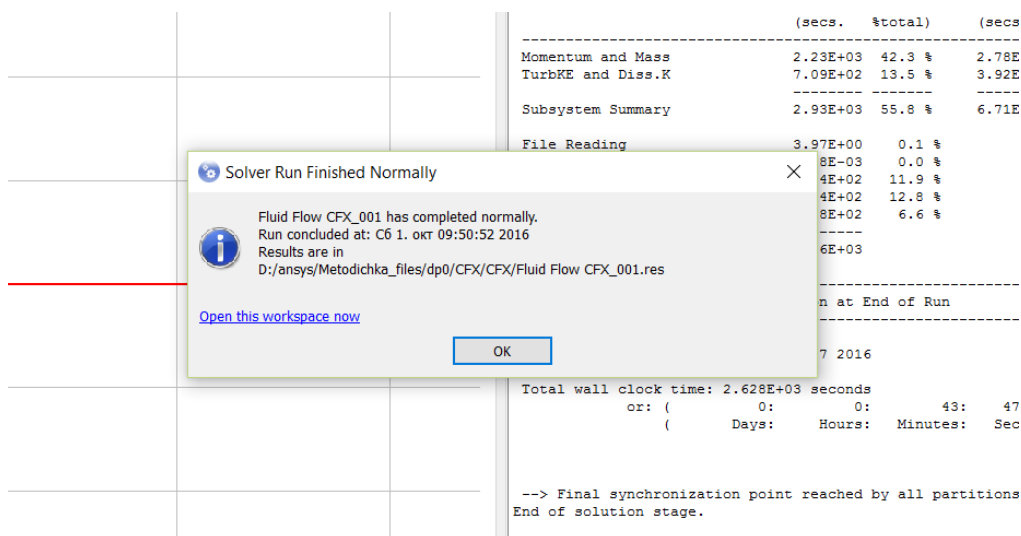 (secs. %total) (secs
Momentum and Mass 2.23E+03 42.3 % 2.78E
TurbKE and Diss.K 7.09E+02 13.5 % 3.92E
Subsystem Summary 2.93E+03 55.8 % 6.71E
File Reading 3.97E+00 0.1 %
8E-03 0.0 %
4E+02 11.9 %
4E+02 12.8 %
8E+02 6.6 %
6E+03
Solver Run Finished Normally
Fluid Flow CFX_001 has completed normally.
Run concluded at: Сб 1. окт 09:50:52 2016
Results are in
D:/ansys/Metodichka_files/dp0/CFX/CFX/Fluid Flow CFX_001.res
Open this workspace now
OK
n at End of Run
7 2016
Total wall clock time: 2.628E+03 seconds
or: ( 0: 0: 43: 47
( Days: Hours: Minutes: Sec
--> Final synchronization point reached by all partitions
End of solution stage.